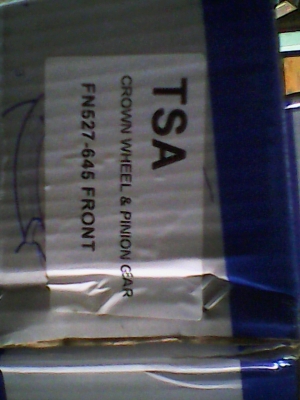 TSA
CROWN WHEEL & PINION GEAR
FN527-645 FRONT